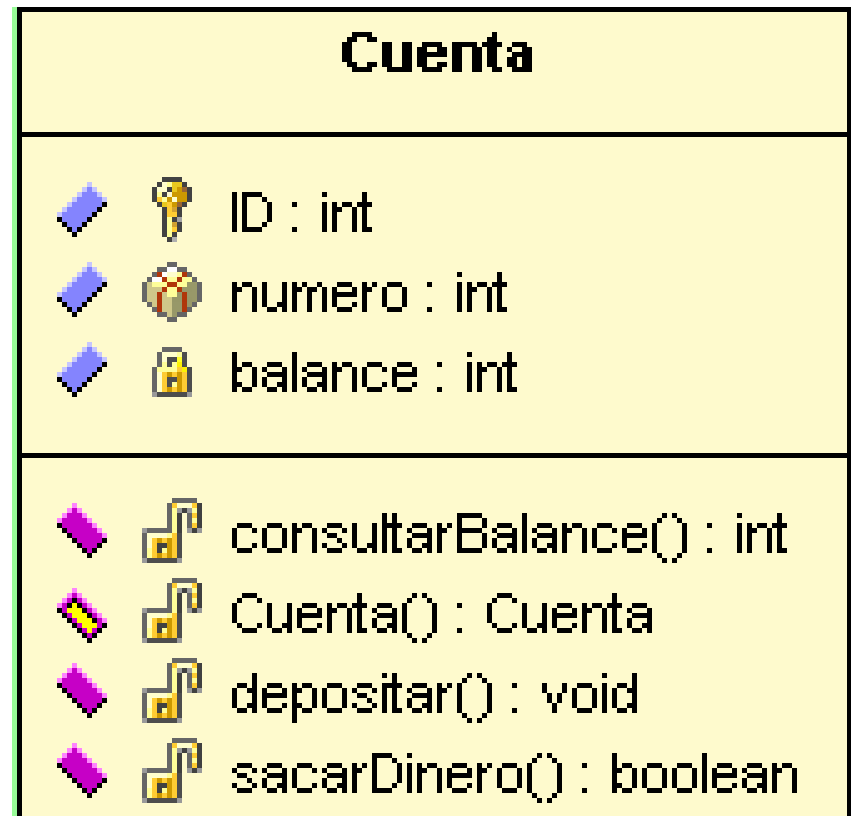 Cuenta
ID : int
numero : int
balance : int
consultarBalance() : int
Cuenta() : Cuenta
depositar() : void
sacarDinero() : boolean